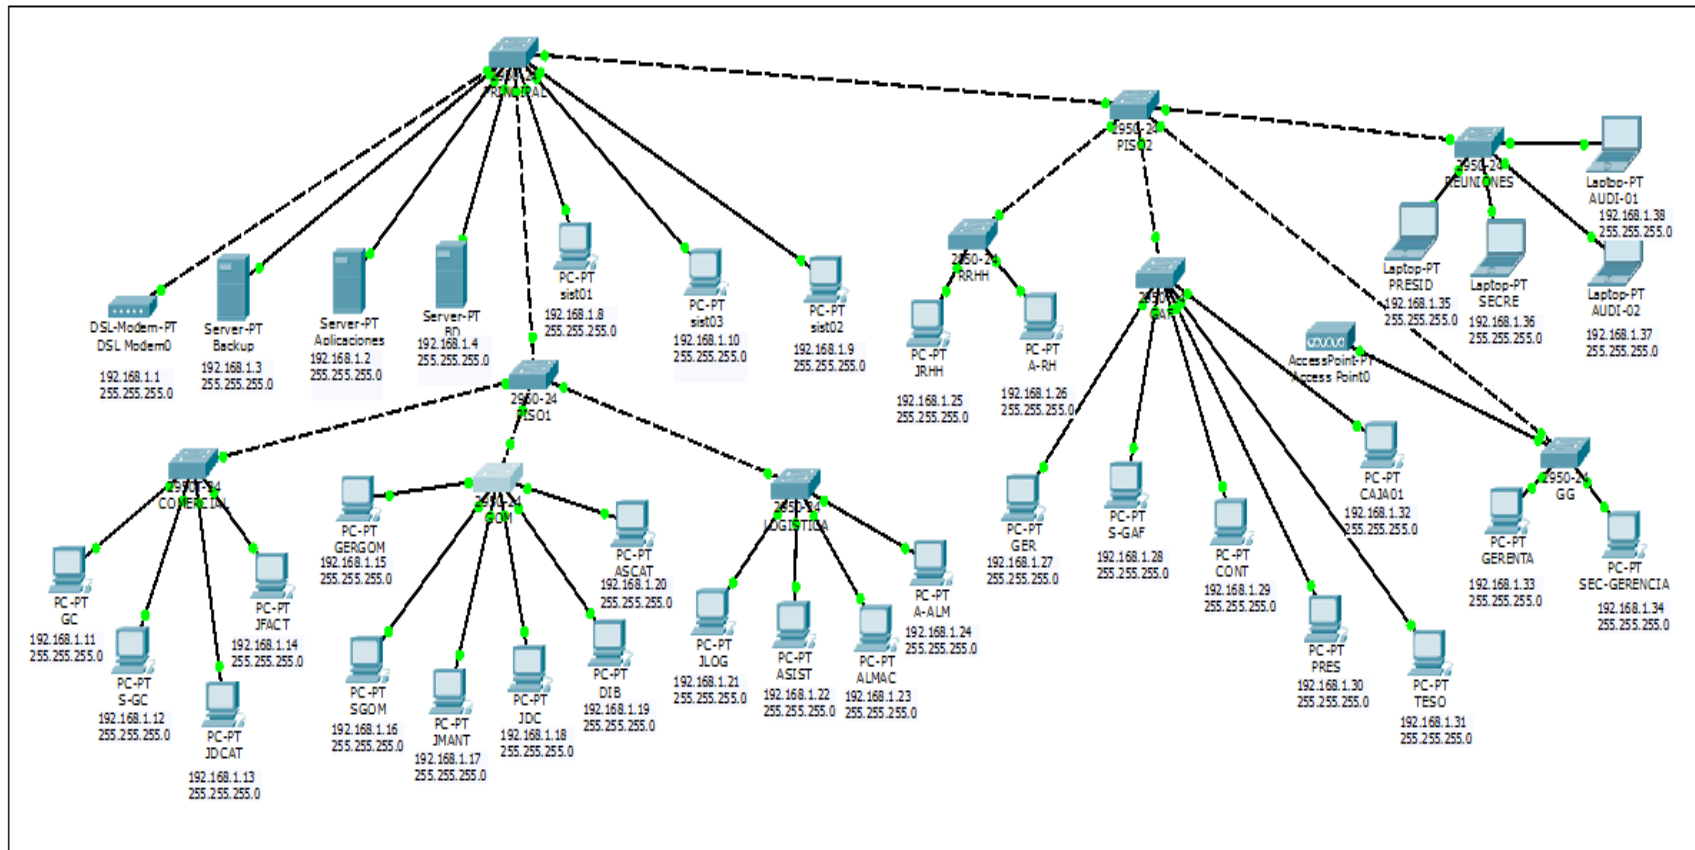 2950-24
PRINCIPAL
2950-24
PISO2
2950-24
REUNIONES
Laptop-PT
AUDI-01
192.168.1.38
255.255.255.0
Laptop-PT
PRESID
192.168.1.35
255.255.255.0
Laptop-PT
SECRE
192.168.1.36
255.255.255.0
Laptop-PT
AUDI-02
192.168.1.37
255.255.255.0
DSL-Modem-PT
DSL Modem0
192.168.1.1
255.255.255.0
Server-PT
Backup
192.168.1.3
255.255.255.0
Server-PT
Aplicaciones
192.168.1.2
255.255.255.0
Server-PT
BD
192.168.1.4
255.255.255.0
PC-PT
sist01
192.168.1.8
255.255.255.0
PC-PT
sist03
192.168.1.10
255.255.255.0
PC-PT
sist02
192.168.1.9
255.255.255.0
2950-24
RRHH
PC-PT
JRHH
192.168.1.25
255.255.255.0
PC-PT
A-RH
192.168.1.26
255.255.255.0
2950-24
GAF
AccessPoint-PT
Access Point0
2950-24
PISO1
2950T-24
COMERCIAL
2950-24
GOM
2950-24
LOGISTICA
PC-PT
GC
192.168.1.11
255.255.255.0
PC-PT
S-GC
192.168.1.12
255.255.255.0
PC-PT
JDCAT
192.168.1.13
255.255.255.0
PC-PT
JFACT
192.168.1.14
255.255.255.0
PC-PT
GERGOM
192.168.1.15
255.255.255.0
PC-PT
SGOM
192.168.1.16
255.255.255.0
PC-PT
JMANT
192.168.1.17
255.255.255.0
PC-PT
JDC
192.168.1.18
255.255.255.0
PC-PT
DIB
192.168.1.19
255.255.255.0
PC-PT
ASCAT
192.168.1.20
255.255.255.0
PC-PT
JLOG
192.168.1.21
255.255.255.0
PC-PT
ASIST
192.168.1.22
255.255.255.0
PC-PT
ALMAC
192.168.1.23
255.255.255.0
PC-PT
A-ALM
192.168.1.24
255.255.255.0
PC-PT
GER
192.168.1.27
255.255.255.0
PC-PT
S-GAF
192.168.1.28
255.255.255.0
PC-PT
CONT
192.168.1.29
255.255.255.0
PC-PT
PRES
192.168.1.30
255.255.255.0
PC-PT
TESO
192.168.1.31
255.255.255.0
PC-PT
CAJA01
192.168.1.32
255.255.255.0
2950-24
GG
PC-PT
GERENTA
192.168.1.33
255.255.255.0
PC-PT
SEC-GERENCIA
192.168.1.34
255.255.255.0